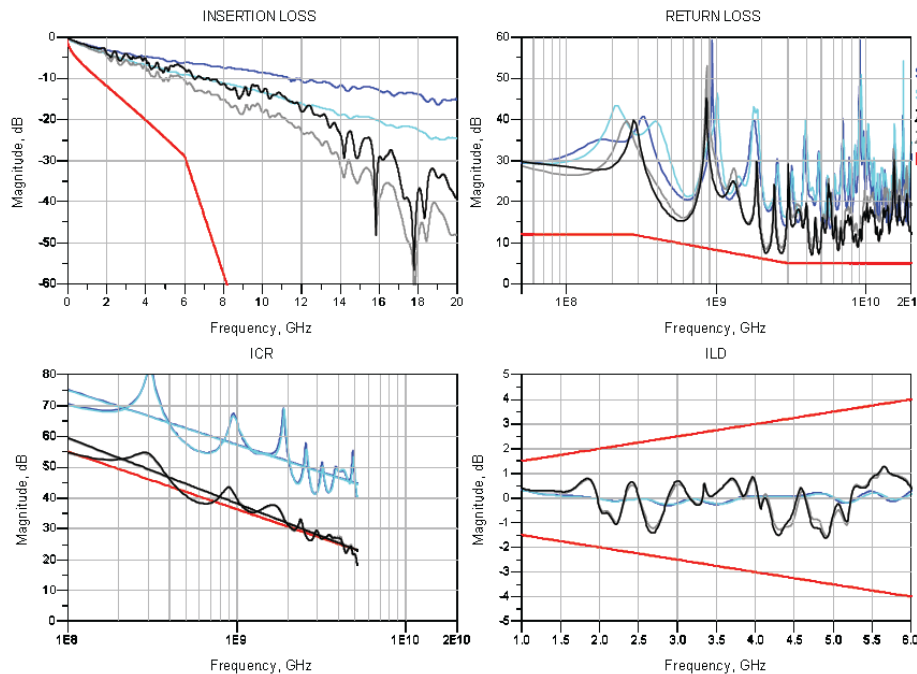 INSERTION LOSS
0
-10
-20
-30
-40
-50
-60
Magnitude, dB
0 2 4 6 8 10 12 14 16 18 20
Frequency, GHz
RETURN LOSS
60
50
40
30
20
10
0
Magnitude, dB
1E8 1E9 1E10 2E1
Frequency, GHz
ICR
80
70
60
50
40
30
20
10
0
Magnitude, dB
1E8 1E9 1E10 2E10
Frequency, GHz
ILD
5
4
3
2
1
0
-1
-2
-3
-4
-5
Magnitude, dB
1.0 1.5 2.0 2.5 3.0 3.5 4.0 4.5 5.0 5.5 6.0
Frequency, GHz